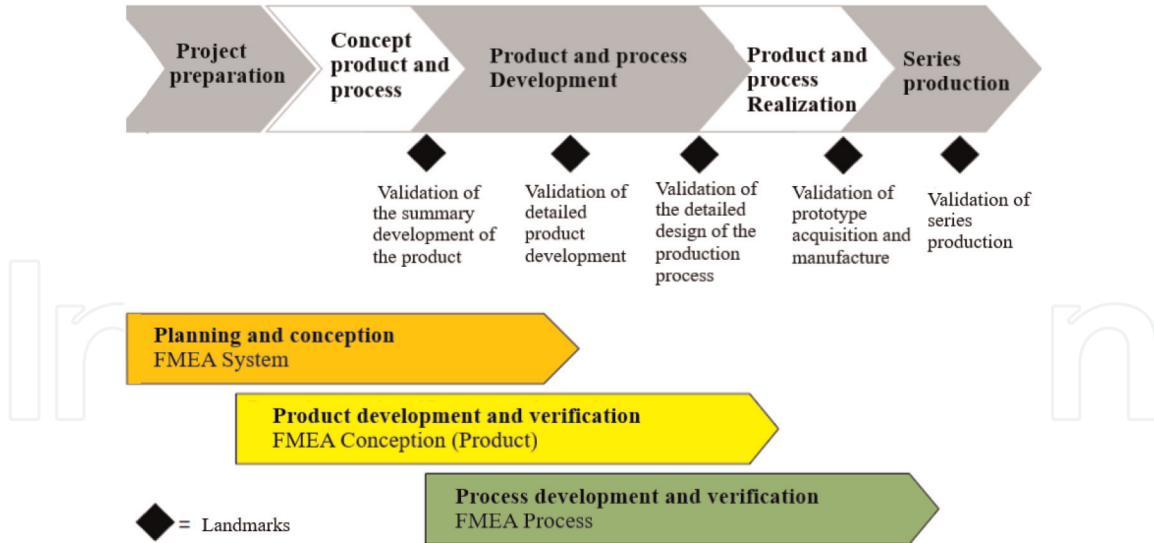 Project
preparation
Concept
product and
process
Product and process
Development
Product and
process
Realization
Series
production
Validation of
the summary
development of
the product
Validation of
detailed
product
development
Validation of
the detailed
design of the
production
process
Validation of
prototype
acquisition and
manufacture
Validation of
series
production
Planning and conception
FMEA System
Product development and verification
FMEA Conception (Product)
Process development and verification
FMEA Process
= Landmarks